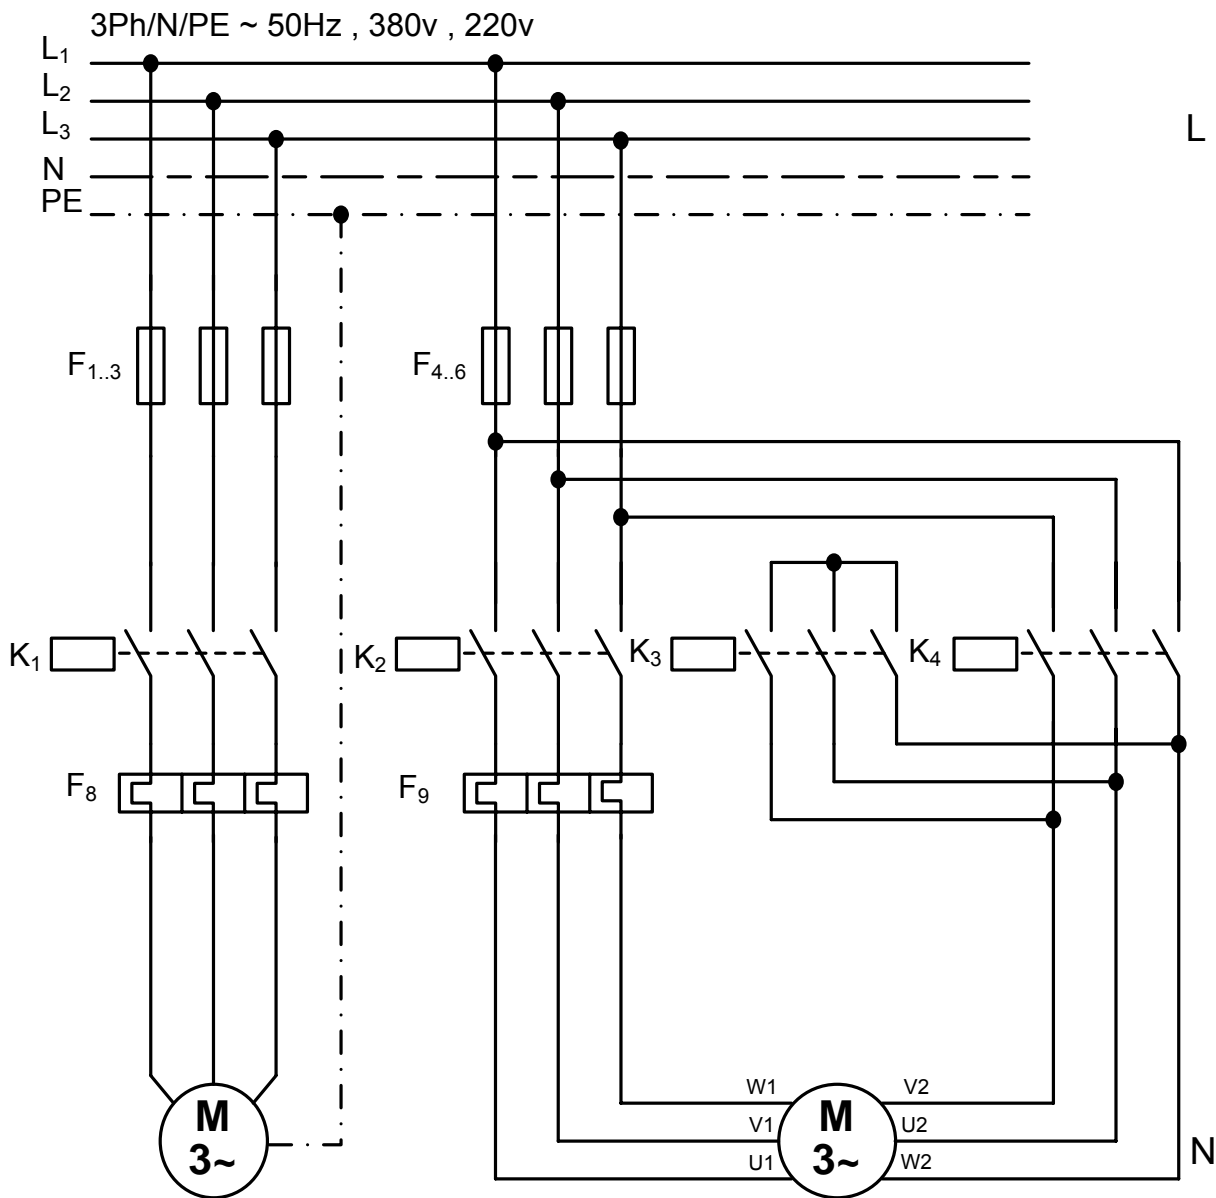 3Ph/N/PE ~ 50Hz , 380v , 220v
L1
L2
L3
L
N
PE
F1..3
F4..6
K1
K2
K3
K4
F8
F9
W1
V2
M
3~
V1
M
3~
U2
U1
W2
N